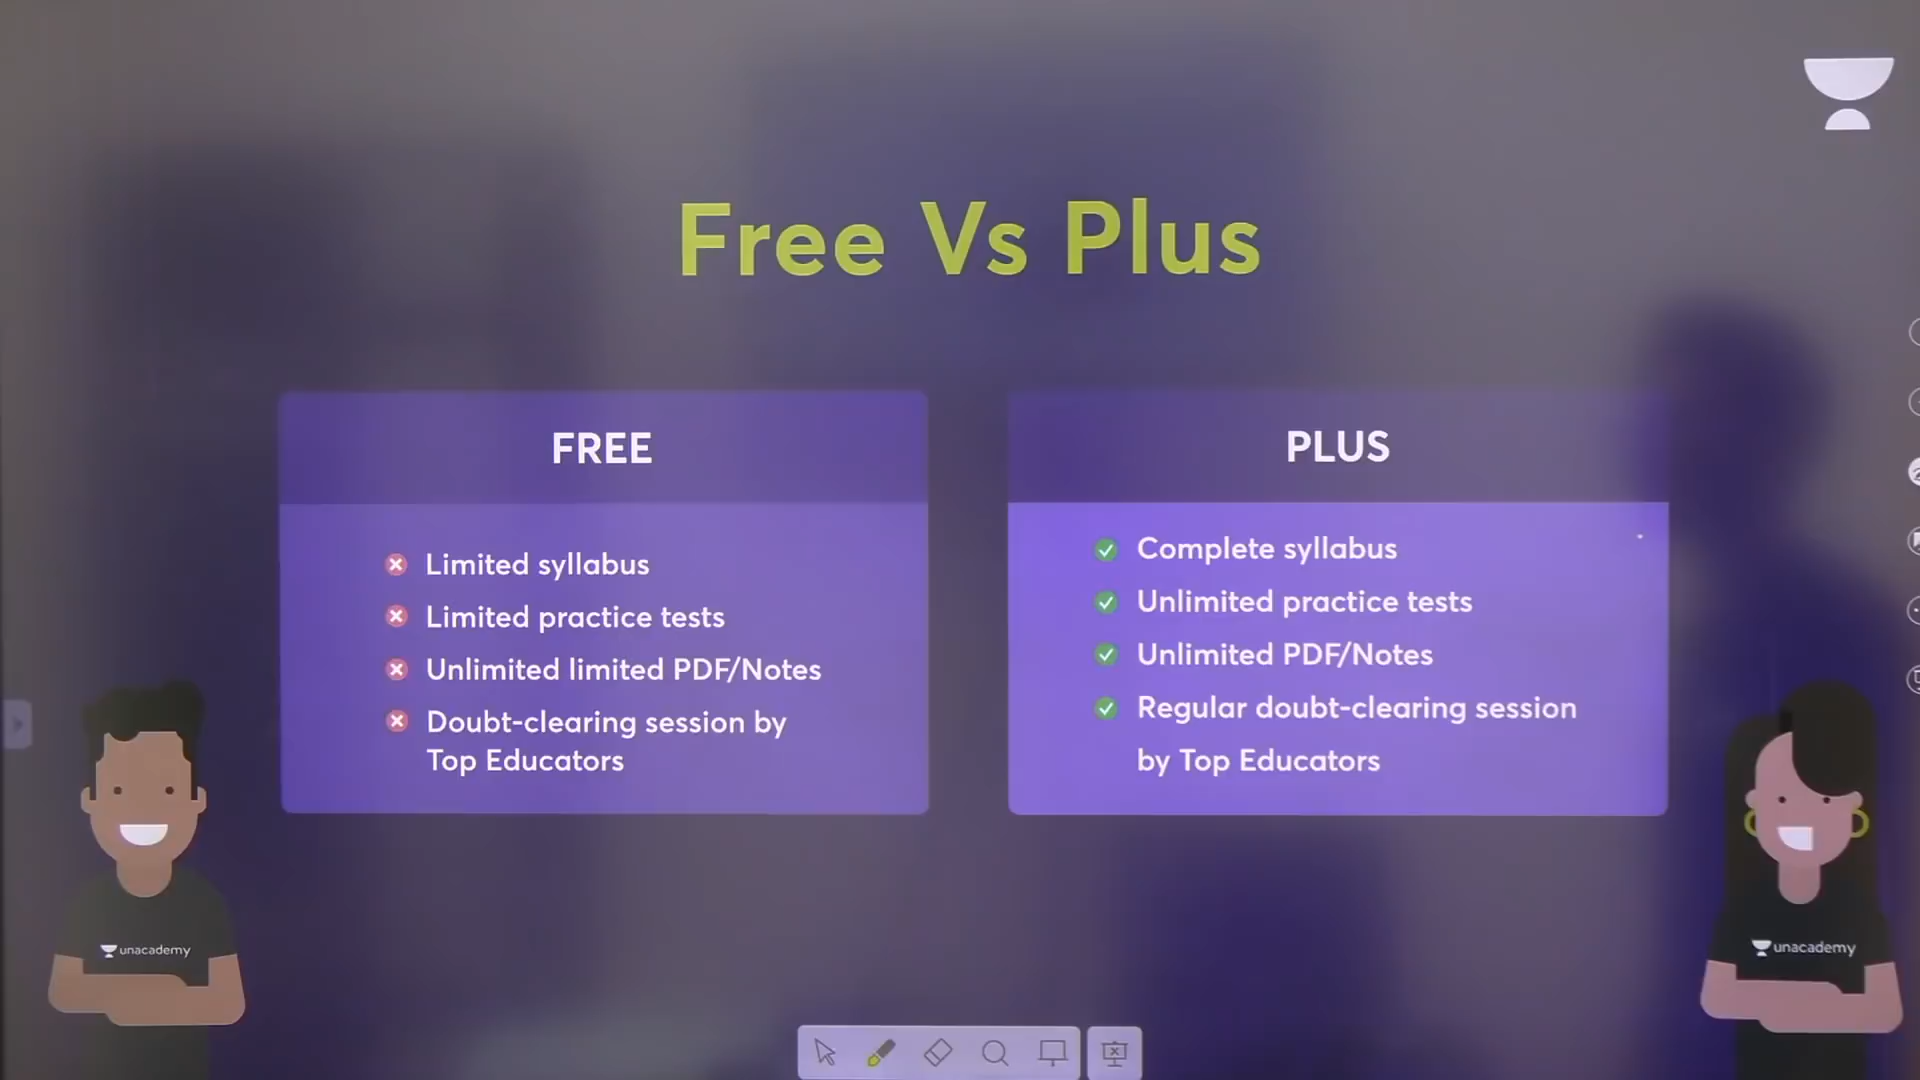 Free Vs Plus
FREE
Limited syllabus
Limited practice tests
Unlimited limited PDF/Notes
Doubt-clearing session by
Top Educators
PLUS
Complete syllabus
Unlimited practice tests
Unlimited PDF/Notes
Regular doubt-clearing session
by Top Educators
unacademy
unacademy